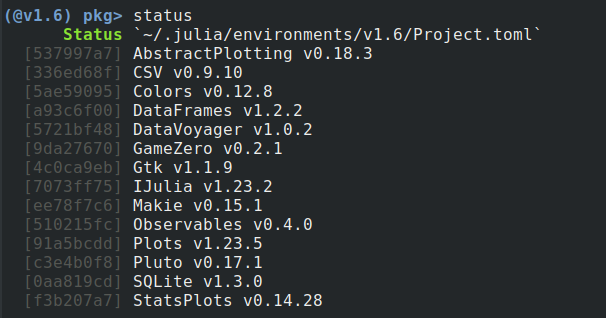 (@v1.6) pkg> status
Status `~/.julia/environments/v1.6/Project.toml`
[537997a7] AbstractPlotting v0.18.3
[336ed68f] CSV v0.9.10
[5ae59095] Colors v0.12.8
[a93c6f00] DataFrames v1.2.2
[5721bf48] DataVoyager v1.0.2
[9da27670] GameZero v0.2.1
[4c0ca9eb] Gtk v1.1.9
[7073ff75] IJulia v1.23.2
[ee78f7c6] Makie v0.15.1
[510215fc] Observables v0.4.0
[91a5bcdd] Plots v1.23.5
[c3e4b0f8] Pluto v0.17.1
[0aa819cd] SQLite v1.3.0
[f3b207a7] StatsPlots v0.14.28